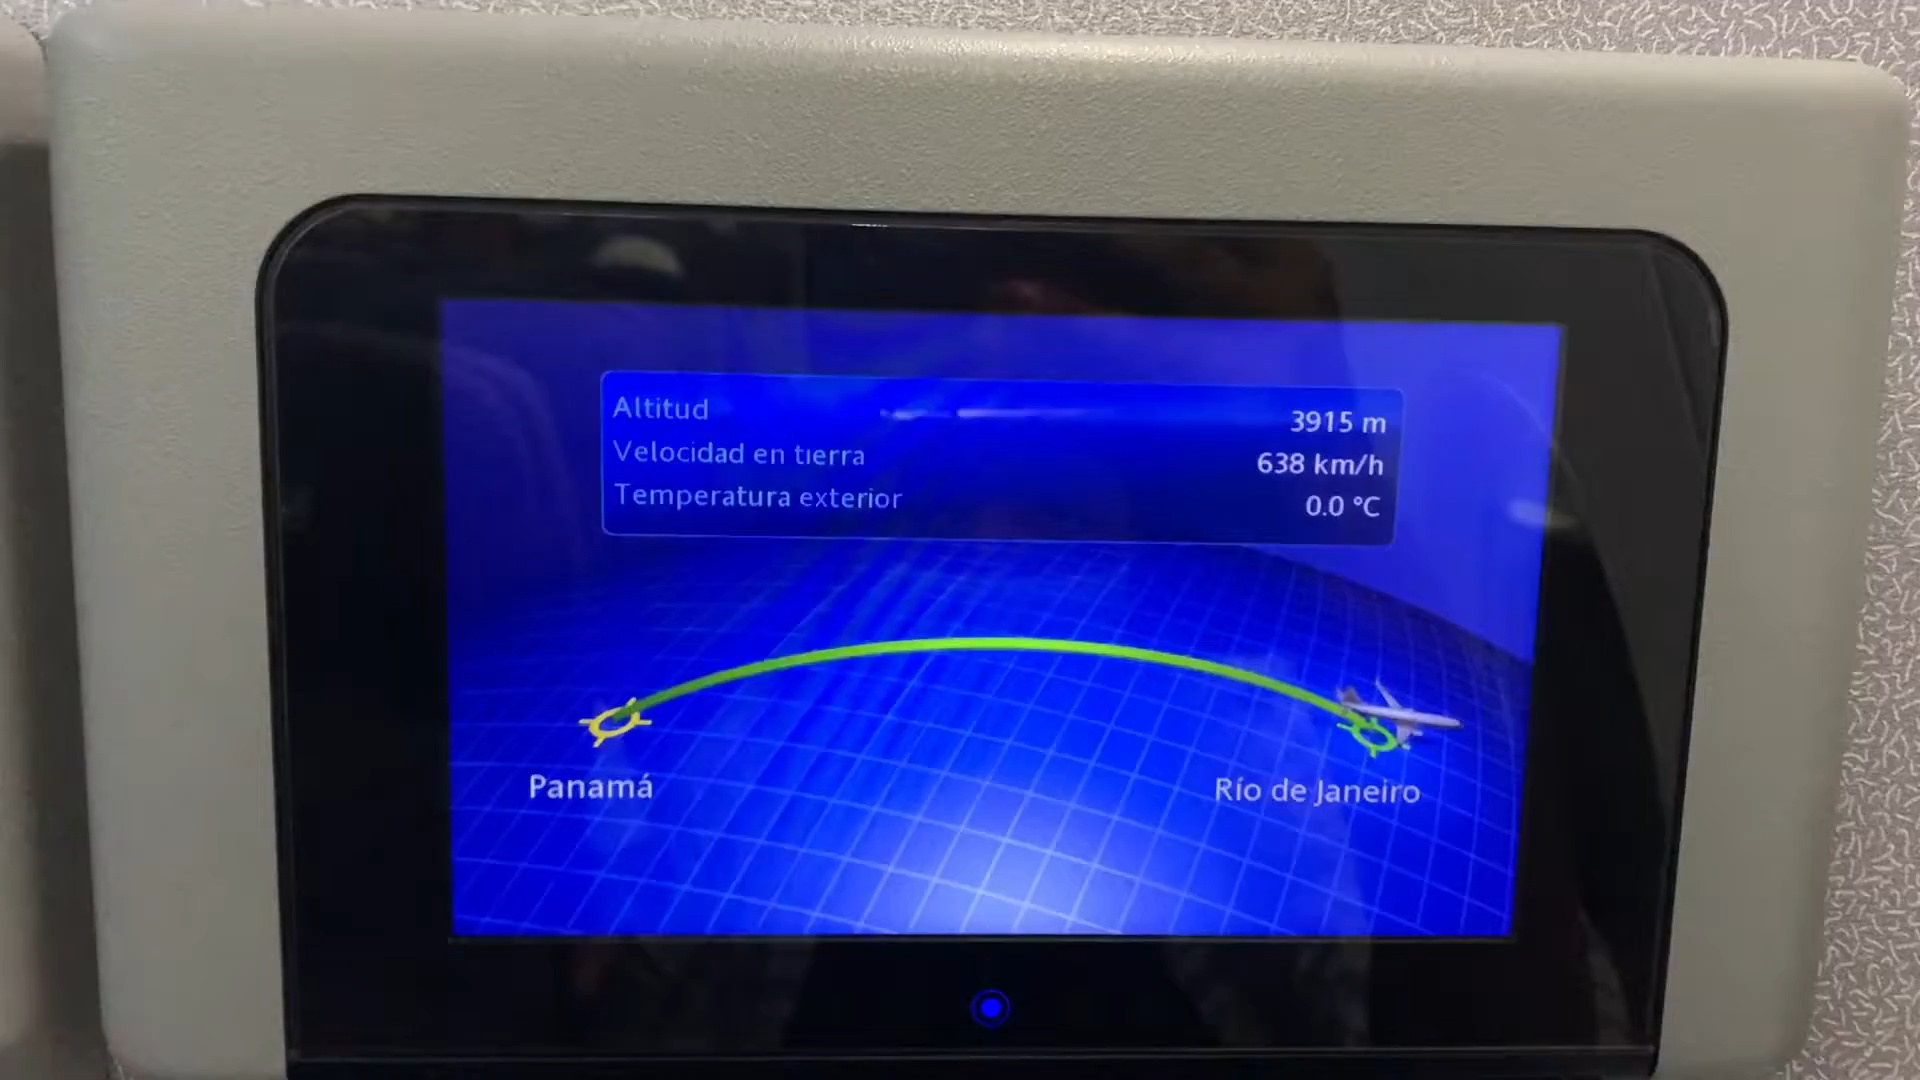 Altitud 3915 m
Velocidad en tierra 638 km/h
Temperatura exterior 0.0 °C
Panamá Río de Janeiro